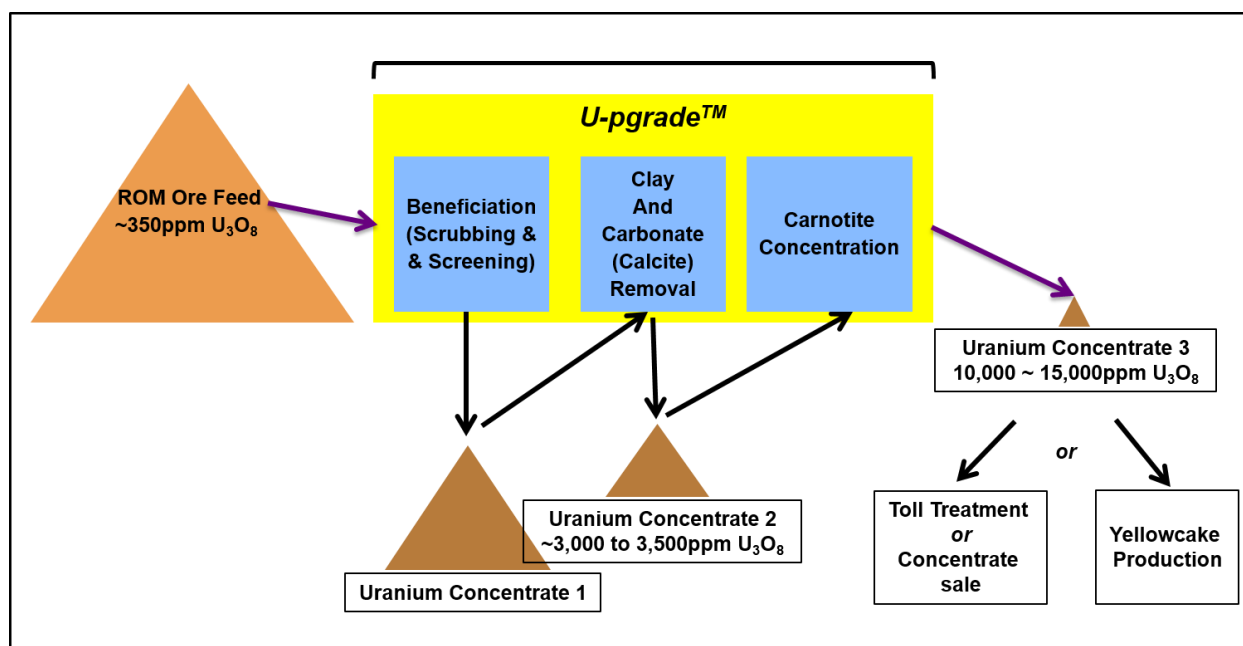 U-pgrade™
ROM Ore Feed
~350ppm U₃O₈
Beneficiation
(Scrubbing &
& Screening)
Clay
And
Carbonate
(Calcite)
Removal
Carnotite
Concentration
Uranium Concentrate 1
Uranium Concentrate 2
~3,000 to 3,500ppm U₃O₈
Uranium Concentrate 3
10,000 ~ 15,000ppm U₃O₈
or
Toll Treatment
or
Concentrate
sale
Yellowcake
Production